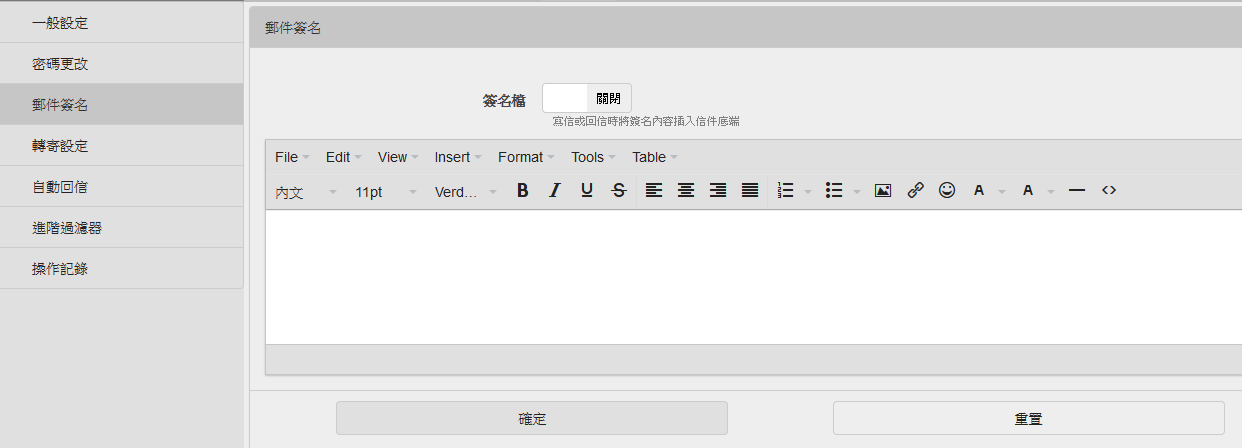 一般設定
密碼更改
郵件簽名
轉寄設定
自動回信
進階過濾器
操作記錄
郵件簽名
簽名檔 關閉
寫信或回信時將簽名內容插入信件底端
File Edit View Insert Format Tools Table
內文 11pt Verd... B I U S A A
確定 重置